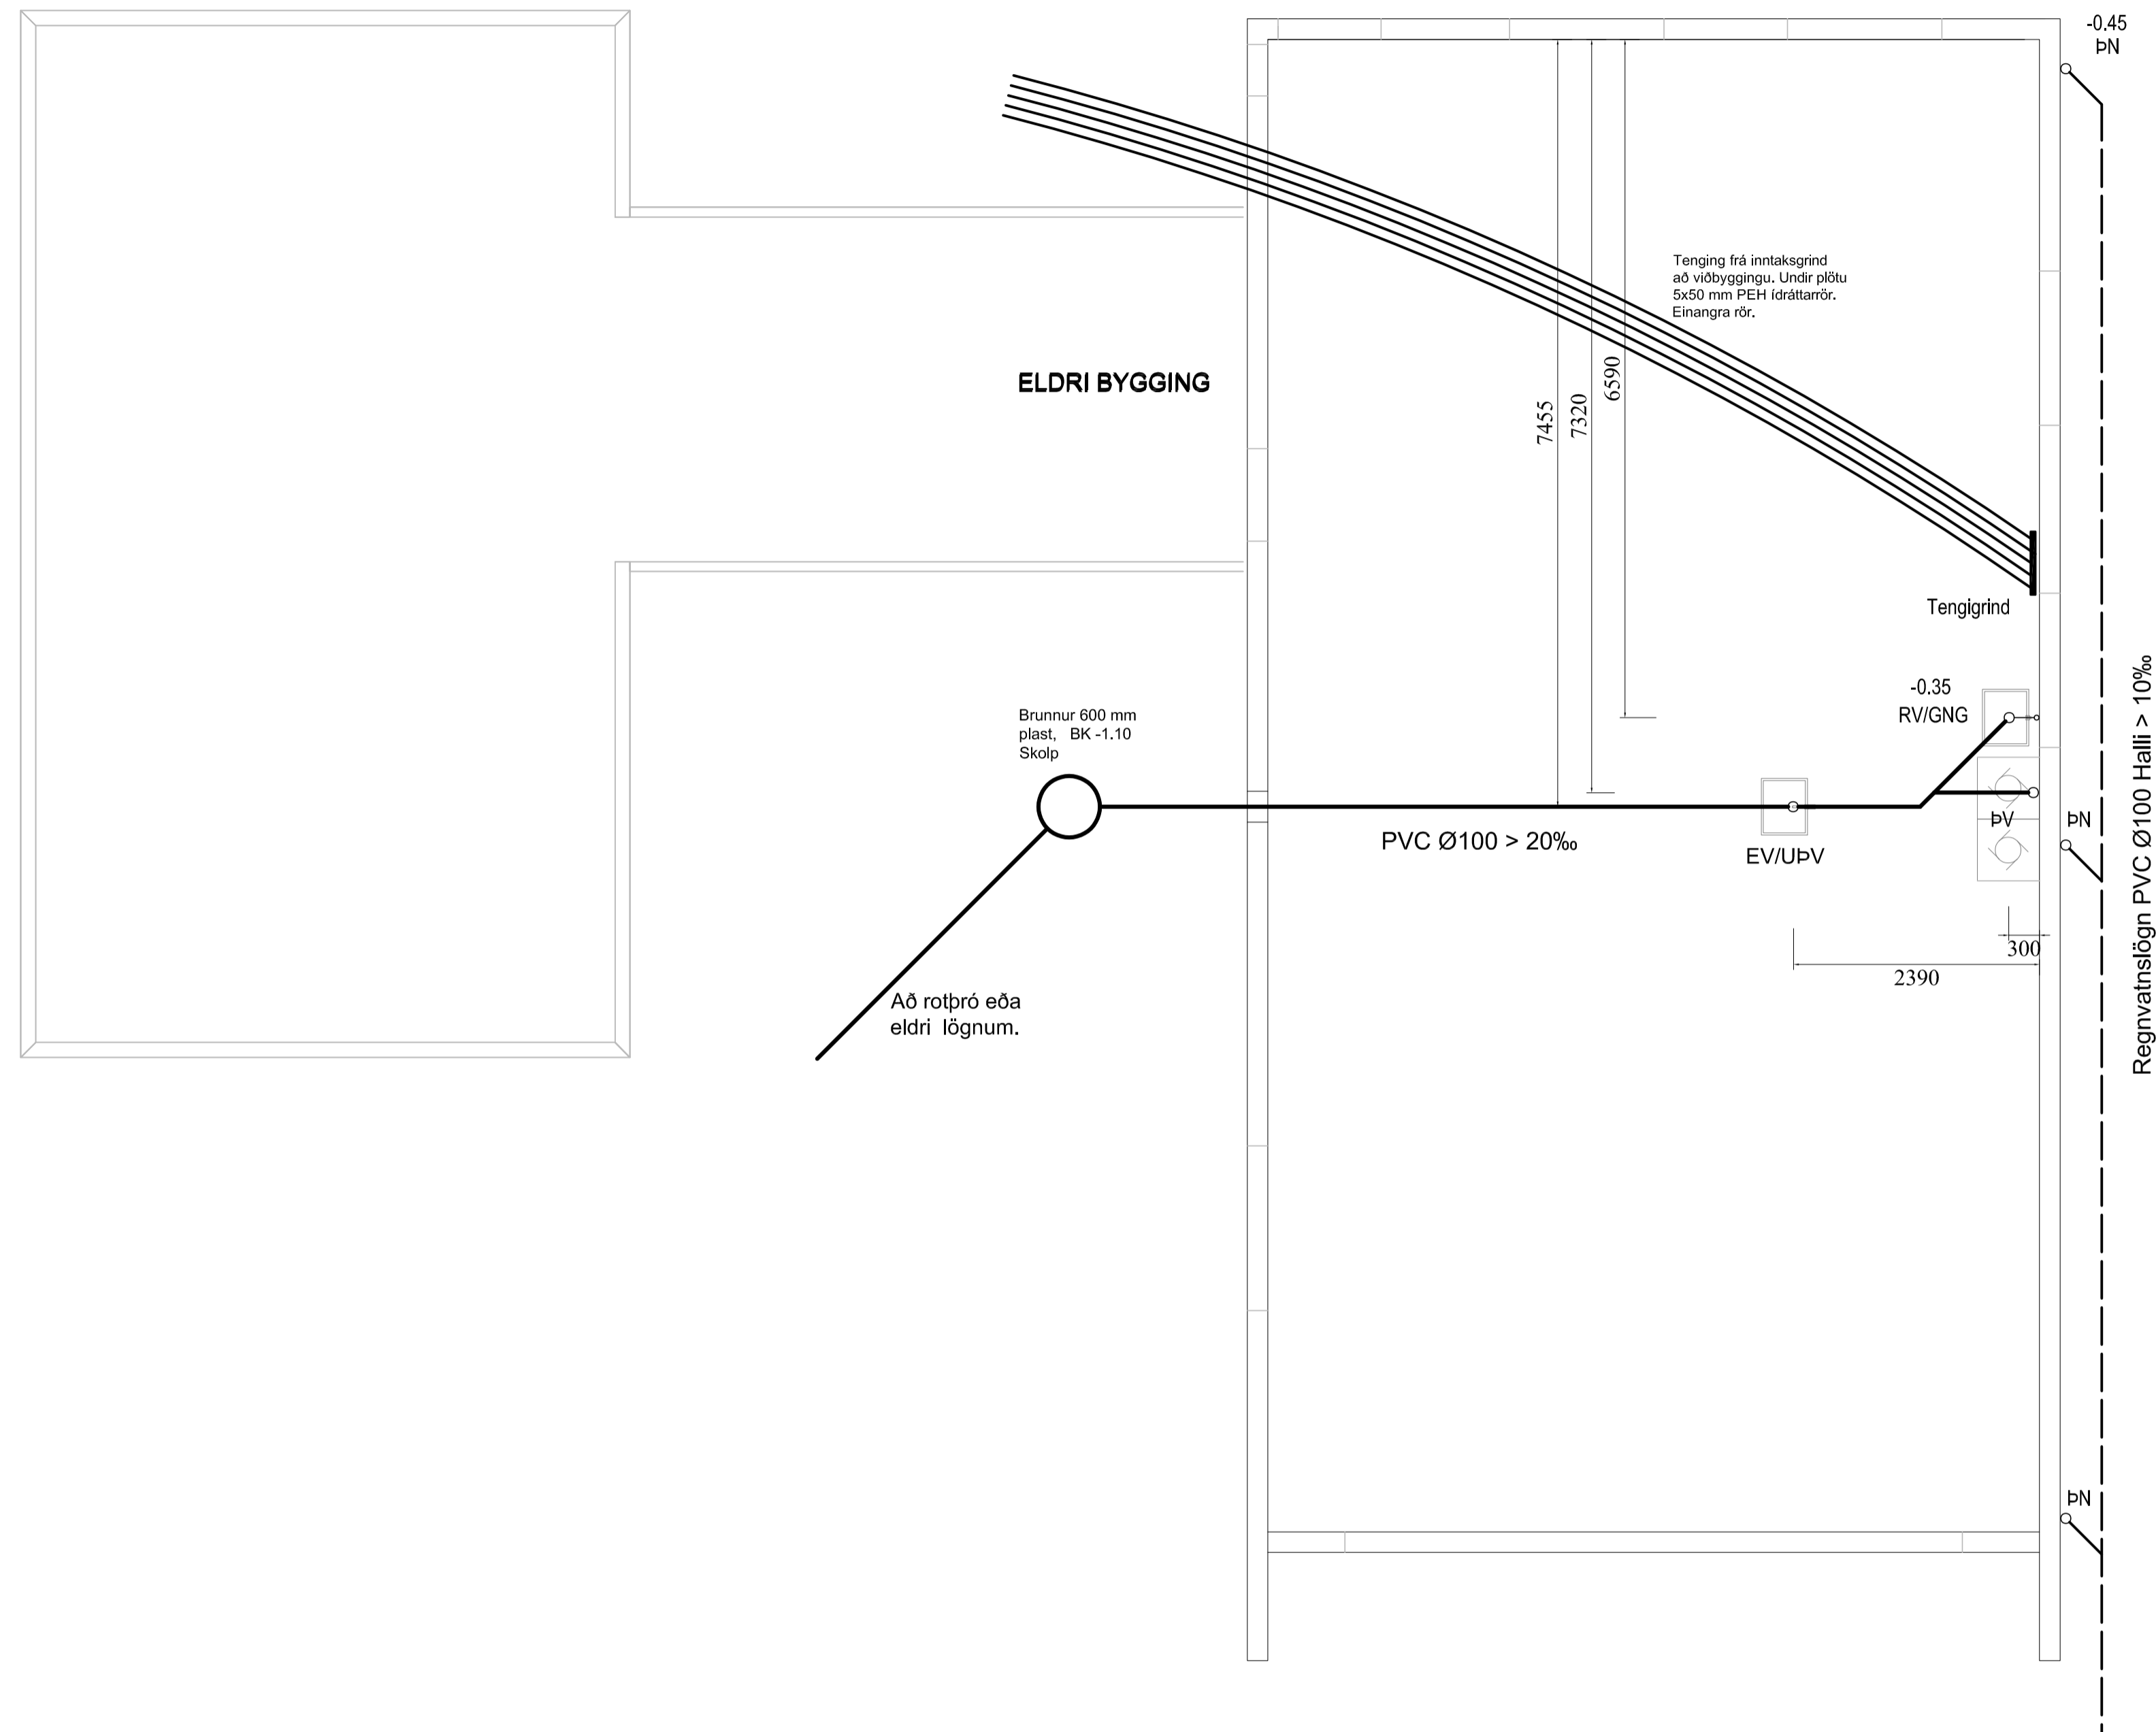 -0.45
ÞN
Tenging frá inntaksgrind
að viðbyggingu. Undir plötu
5x50 mm PEH ídráttarrör.
Einangra rör.
ELDRI BYGGING
7455
7320
6590
Tengigrind
-0.35
RV/GNG
Brunnur 600 mm
plast, BK -1.10
Skolp
PVC Ø100 > 20‰
EV/UÞV
ÞV
ÞN
300
2390
Að rotþró eða
eldri lögnum.
Regnvatnslögn PVC Ø100 Halli > 10‰
ÞN